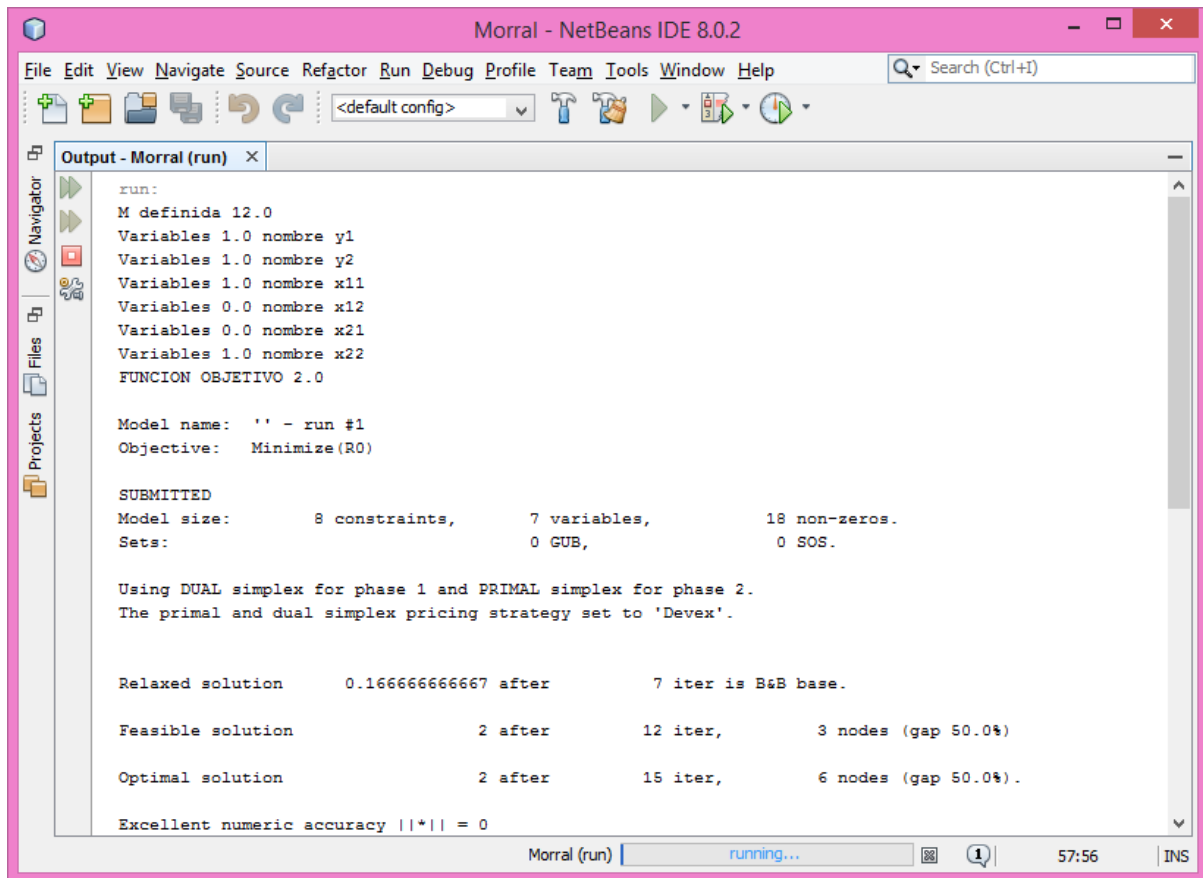 Morral - NetBeans IDE 8.0.2
File Edit View Navigate Source Refactor Run Debug Profile Team Tools Window Help
Search (Ctrl+I)
<default config>
Output - Morral (run)
Navigator
Files
Projects
run:
M definida 12.0
Variables 1.0 nombre y1
Variables 1.0 nombre y2
Variables 1.0 nombre x11
Variables 0.0 nombre x12
Variables 0.0 nombre x21
Variables 1.0 nombre x22
FUNCION OBJETIVO 2.0
Model name: '' - run #1
Objective: Minimize(R0)
SUBMITTED
Model size: 8 constraints, 7 variables, 18 non-zeros.
Sets: 0 GUB, 0 SOS.
Using DUAL simplex for phase 1 and PRIMAL simplex for phase 2.
The primal and dual simplex pricing strategy set to 'Devex'.
Relaxed solution 0.166666666667 after 7 iter is B&B base.
Feasible solution 2 after 12 iter, 3 nodes (gap 50.0%)
Optimal solution 2 after 15 iter, 6 nodes (gap 50.0%).
Excellent numeric accuracy ||*|| = 0
Morral (run) running... 1 57:56 INS